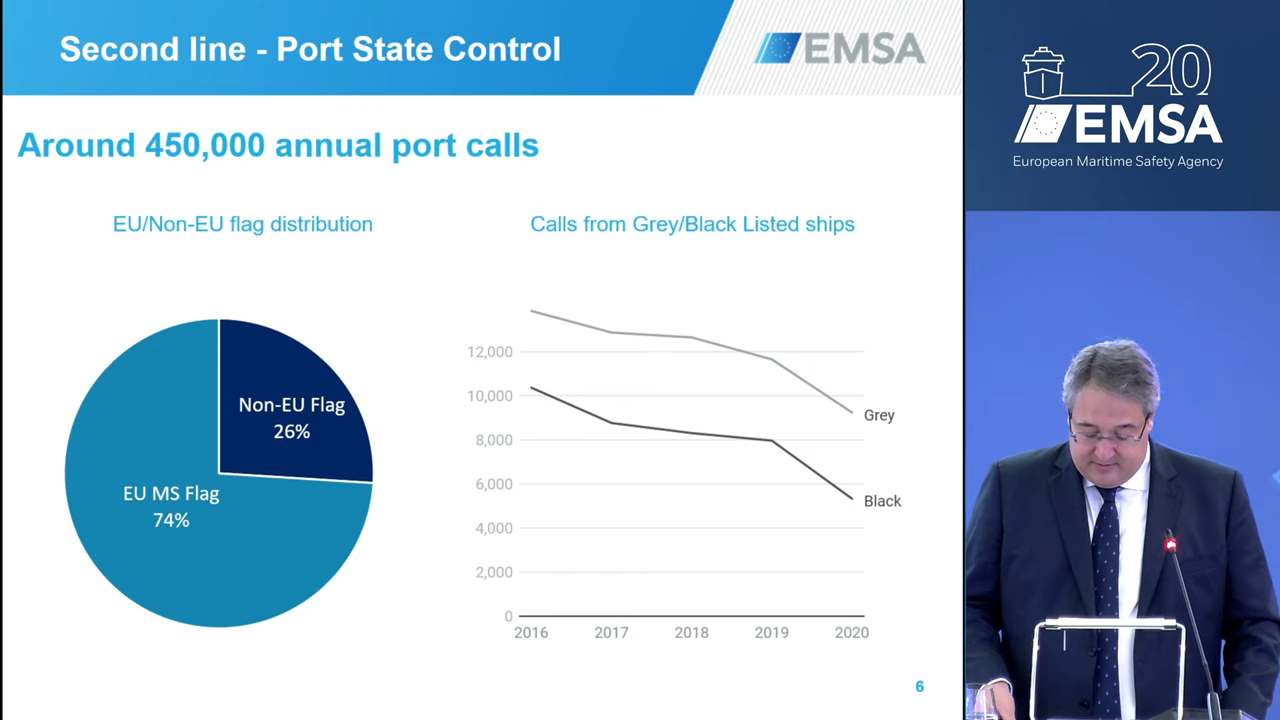 Second line - Port State Control
EMSA
20
EMSA
European Maritime Safety Agency
Around 450,000 annual port calls
EU/Non-EU flag distribution
Calls from Grey/Black Listed ships
Non-EU Flag
26%
EU MS Flag
74%
12,000
10,000
8,000
6,000
4,000
2,000
0
Grey
Black
2016 2017 2018 2019 2020
6